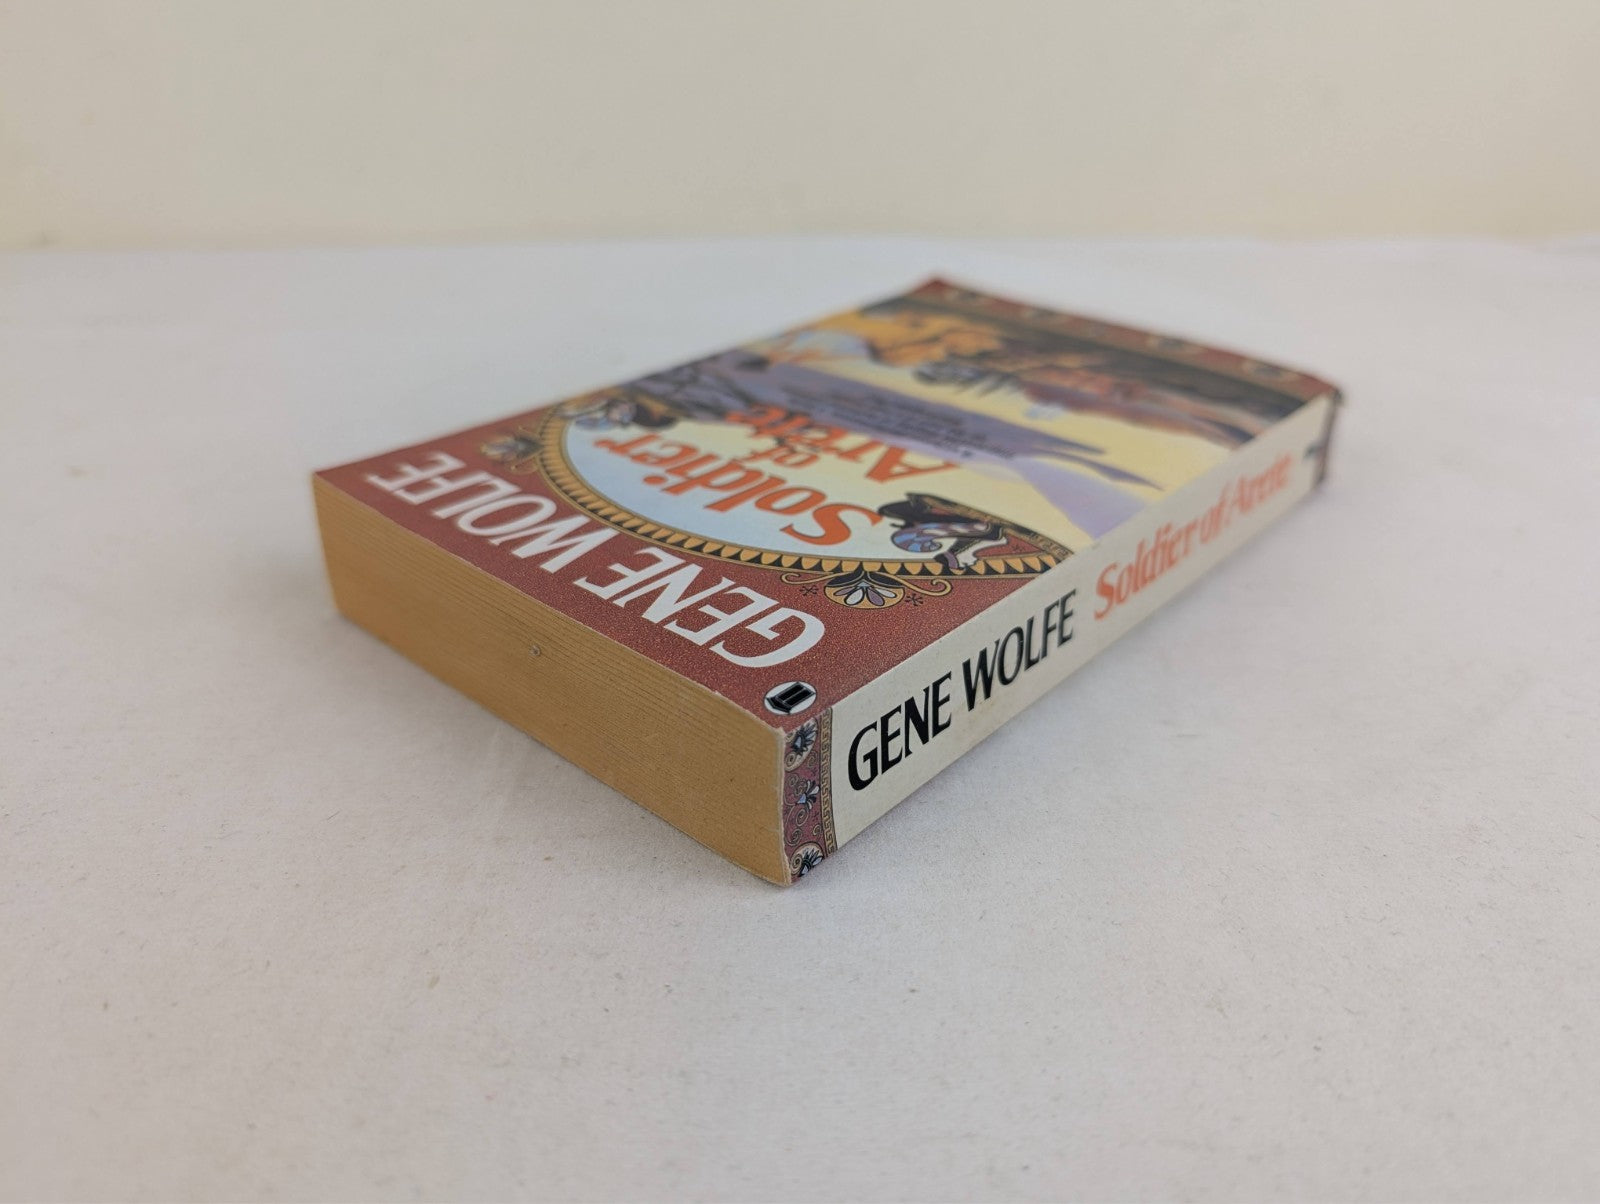 GENE WOLFE
Soldier
of
Arete
GENE WOLFE Soldier of Arete